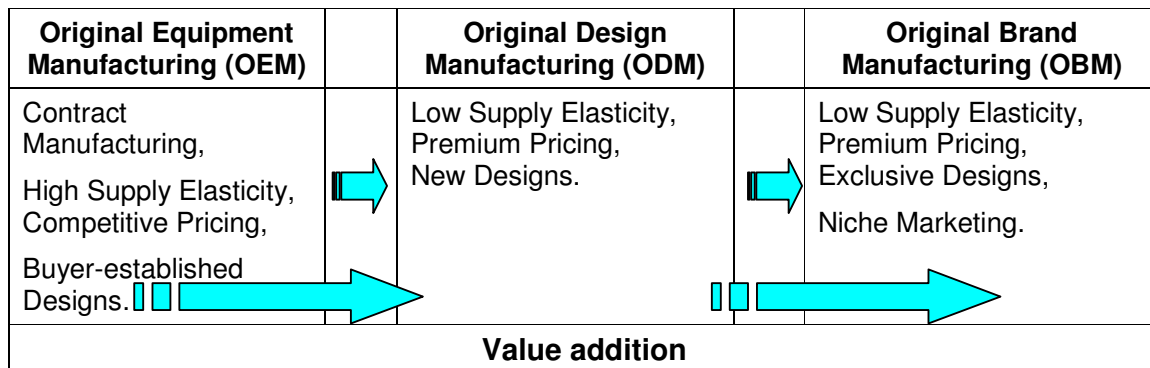 Original Equipment
Manufacturing (OEM)
Original Design
Manufacturing (ODM)
Original Brand
Manufacturing (OBM)
Contract
Manufacturing,
High Supply Elasticity,
Competitive Pricing,
Buyer-established
Designs.
Low Supply Elasticity,
Premium Pricing,
New Designs.
Low Supply Elasticity,
Premium Pricing,
Exclusive Designs,
Niche Marketing.
Value addition